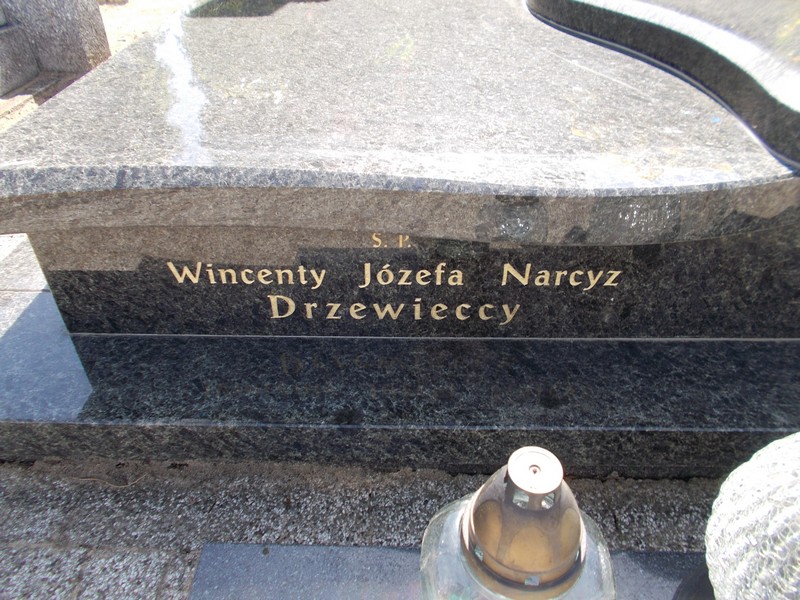 Ś. P.
Wincenty Józefa Narcyz
Drzewieccy